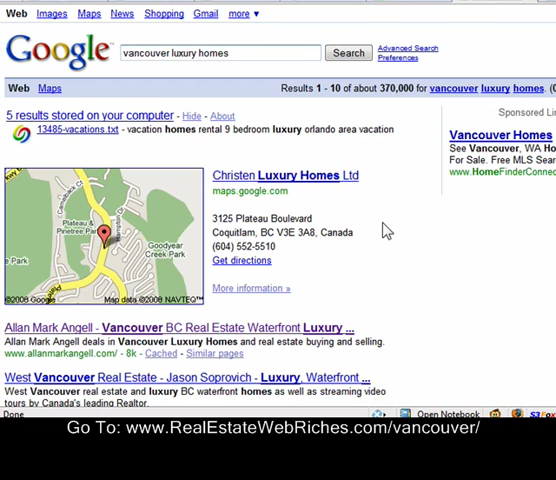 Web Images Maps News Shopping Gmail more ▼
Google
vancouver luxury homes
Search
Advanced Search
Preferences
Web Maps
Results 1 - 10 of about 370,000 for vancouver luxury homes. (0
5 results stored on your computer - Hide - About
13485-vacations.txt - vacation homes rental 9 bedroom luxury orlando area vacation
Sponsored Lin
Vancouver Homes
See Vancouver, WA Ho
For Sale. Free MLS Sear
www.HomeFinderConnec
Christen Luxury Homes Ltd
maps.google.com
3125 Plateau Boulevard
Coquitlam, BC V3E 3A8, Canada
(604) 552-5510
Get directions
More information »
Plateau &
Pinetree Park
Hampton
Goodyear
Creek Park
e Park
©2008 Google
Map data ©2008 NAVTEQ™
Allan Mark Angell - Vancouver BC Real Estate Waterfront Luxury ...
Allan Mark Angell deals in Vancouver Luxury Homes and real estate buying and selling.
www.allanmarkangell.com/ - 8k - Cached - Similar pages
West Vancouver Real Estate - Jason Soprovich - Luxury, Waterfront ...
West Vancouver real estate and luxury BC waterfront homes as well as streaming video
tours by Canada's leading Realtor.
Done
Open Notebook
S3Fox
Go To: www.RealEstateWebRiches.com/vancouver/